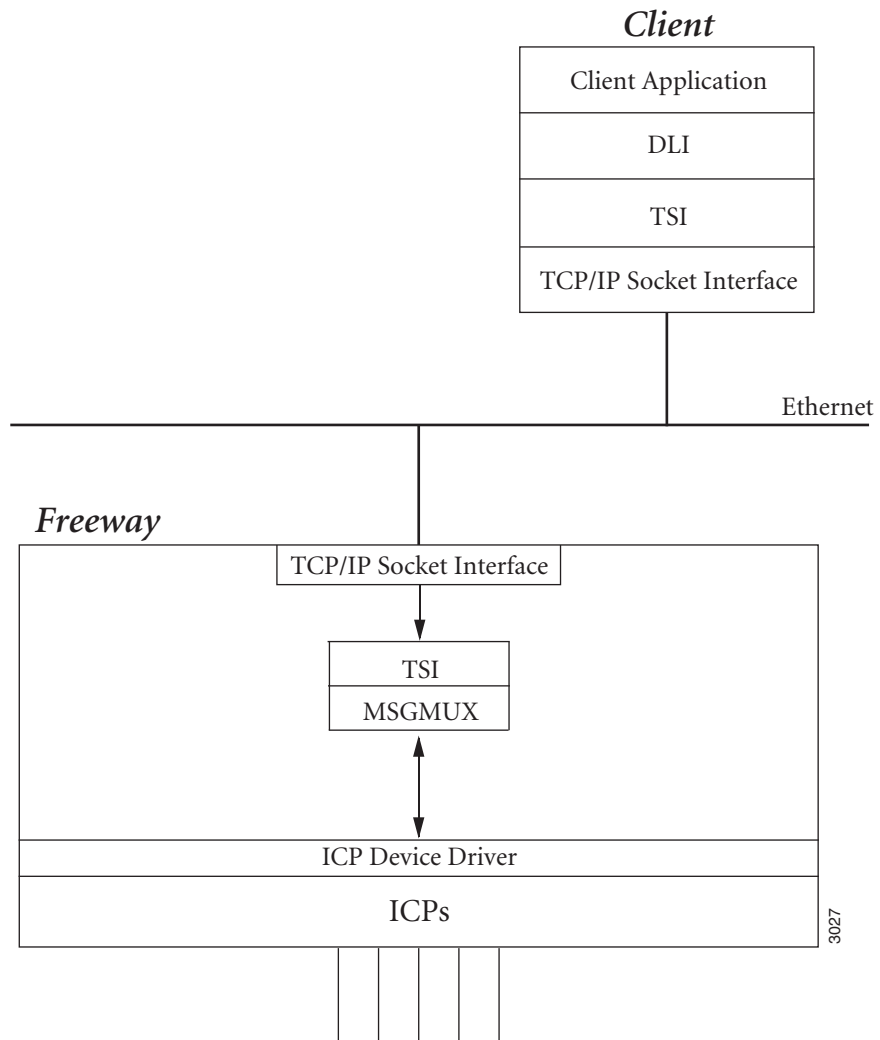 Client
Client Application
DLI
TSI
TCP/IP Socket Interface
Ethernet
Freeway
TCP/IP Socket Interface
TSI
MSGMUX
ICP Device Driver
ICPs
3027